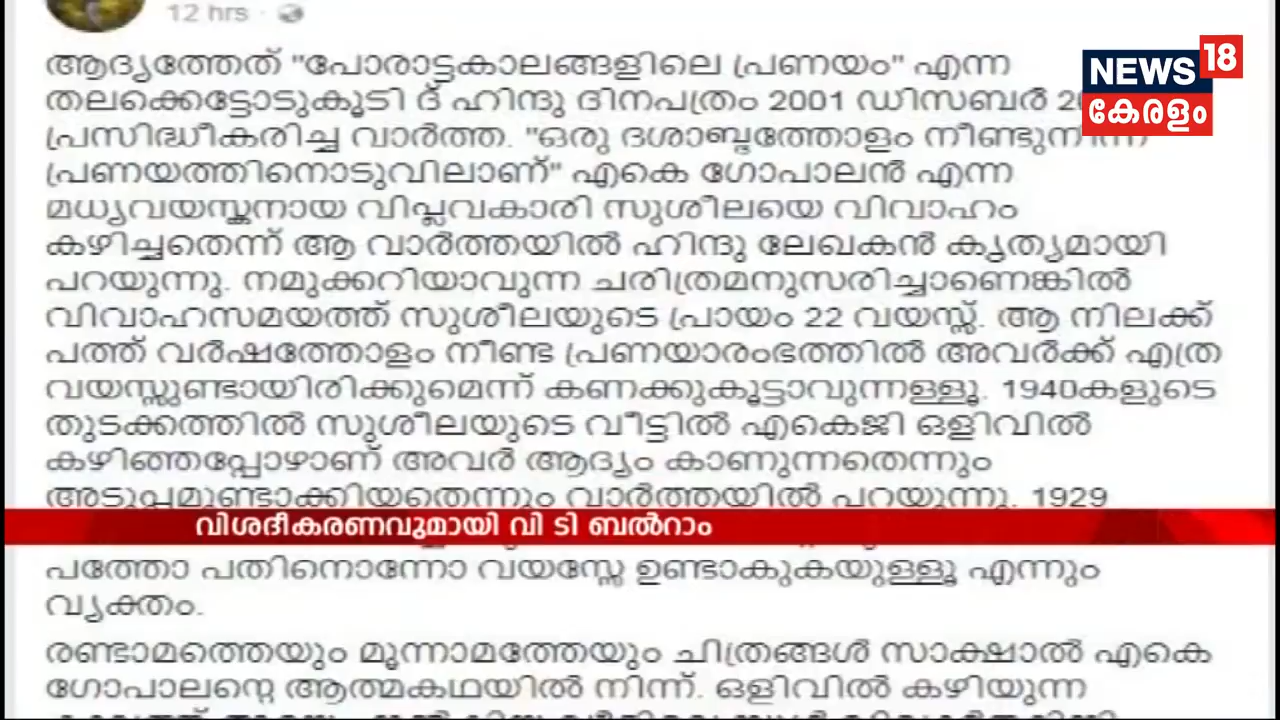 12 hrs
ആദ്യത്തേത് "പോരാട്ടകാലങ്ങളിലെ പ്രണയം" എന്ന
NEWS 18
തലക്കെട്ടോടുകൂടി ദ് ഹിന്ദു ദിനപത്രം 2001 ഡിസബർ
കേരളം
പ്രസിദ്ധീകരിച്ച വാർത്ത. "ഒരു ദശാബ്ദത്തോളം നീണ്ടുനിന്ന
പ്രണയത്തിനൊടുവിലാണ്" എകെ ഗോപാലൻ എന്ന
മധ്യവയസ്കനായ വിപ്ലവകാരി സുശീലയെ വിവാഹം
കഴിച്ചതെന്ന് ആ വാർത്തയിൽ ഹിന്ദു ലേഖകൻ കൃത്യമായി
പറയുന്നു. നമുക്കറിയാവുന്ന ചരിത്രമനുസരിച്ചാണെങ്കിൽ
വിവാഹസമയത്ത് സുശീലയുടെ പ്രായം 22 വയസ്സ്. ആ നിലക്ക്
പത്ത് വർഷത്തോളം നീണ്ട പ്രണയാരംഭത്തിൽ അവർക്ക് എത്ര
വയസ്സുണ്ടായിരിക്കുമെന്ന് കണക്കുകൂട്ടാവുന്നതള്ളൂ. 1940കളുടെ
തുടക്കത്തിൽ സുശീലയുടെ വീട്ടിൽ എകെജി ഒളിവിൽ
കഴിഞ്ഞപ്പോഴാണ് അവർ ആദ്യം കാണുന്നതെന്നും
അടുപ്പമുണ്ടാക്കിയതെന്നും വാർത്തയിൽ പറയുന്നു. 1929
വിശദീകരണവുമായി വി ടി ബൽറാം
പത്തോ പതിനൊന്നോ വയസ്സേ ഉണ്ടാകുകയുള്ളൂ എന്നും
വ്യക്തം.
രണ്ടാമത്തെയും മൂന്നാമത്തേയും ചിത്രങ്ങൾ സാക്ഷാൽ എകെ
ഗോപാലന്റെ ആത്മകഥയിൽ നിന്ന്. ഒളിവിൽ കഴിയുന്ന